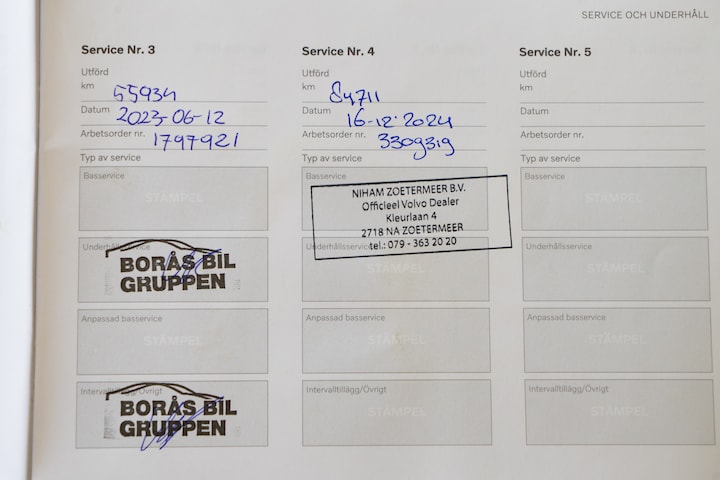 SERVICE OCH UNDERHÅLL
Service Nr. 3
Utförd
km 55934
Datum 2023-06-12
Arbetsorder nr. 1797921
Typ av service
Basservice
STÄMPEL
Underhållsservice
BORÅS BIL
GRUPPEN
Anpassad basservice
STÄMPEL
Intervalltillägg/Övrigt
BORÅS BIL
GRUPPEN
Service Nr. 4
Utförd
km 84711
Datum 16-12-2024
Arbetsorder nr. 3309319
Typ av service
Basservice
NIHAM ZOETERMEER B.V.
Officieel Volvo Dealer
Kleurlaan 4
2718 NA ZOETERMEER
tel.: 079 - 363 20 20
Underhållsservice
STÄMPEL
Anpassad basservice
STÄMPEL
Intervalltillägg/Övrigt
STÄMPEL
Service Nr. 5
Utförd
km
Datum
Arbetsorder nr.
Typ av service
Basservice
STÄMPEL
Underhållsservice
STÄMPEL
Anpassad basservice
STÄMPEL
Intervalltillägg/Övrigt
STÄMPEL